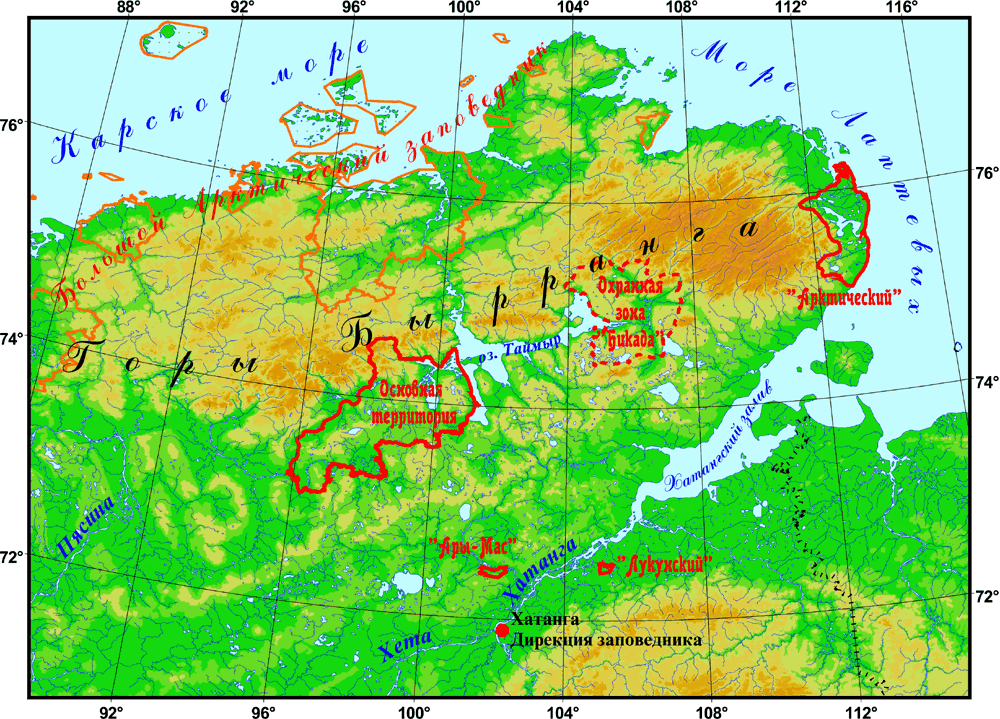 88° 92° 96° 100° 104° 108° 112° 116°
Карское море
Море Лаптевых
Большой Арктический заповедник
76°
76°
"Арктический"
Горы Бырранга
Охранная
зона
"Бикада"
оз. Таймыр
74°
74°
Основная
территория
Хатангский залив
Пясина
"Ары-Мас"
Хатанга
"Лукунский"
72°
72°
Хатанга
Дирекция заповедника
Хета
92 96 100 104 108 112